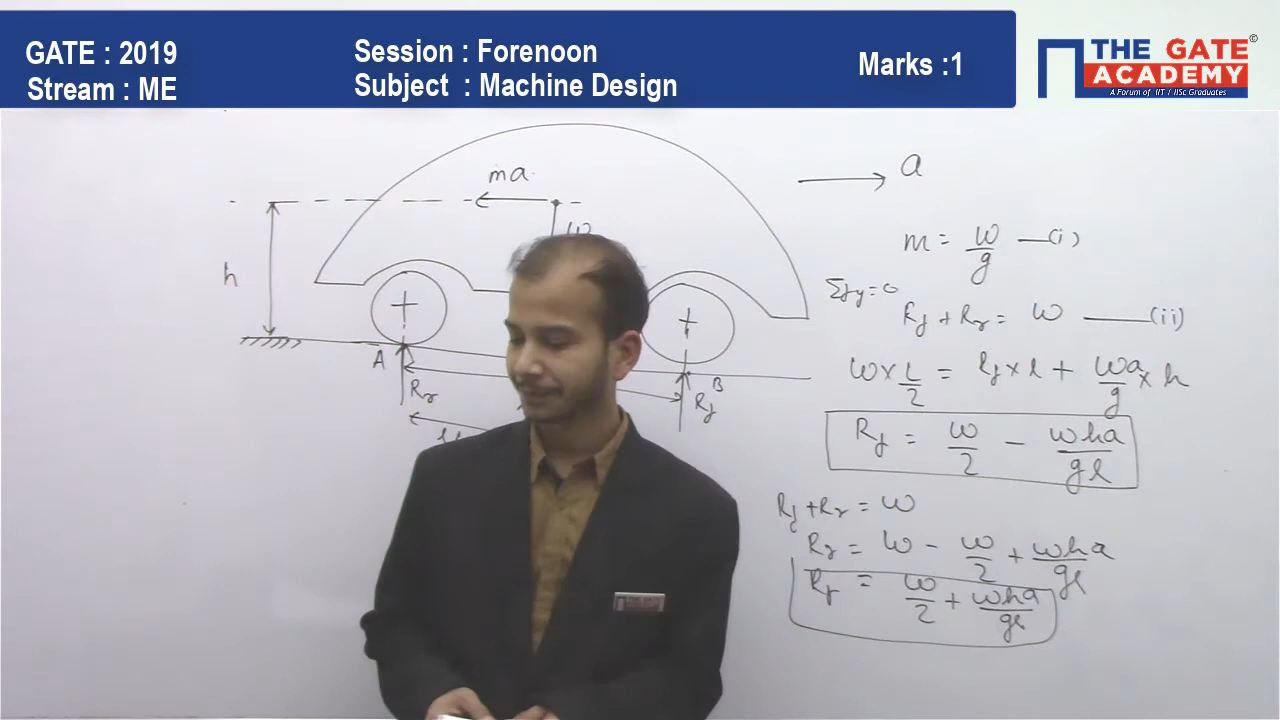 GATE : 2019
Stream : ME
Session : Forenoon
Subject : Machine Design
Marks :1
THE GATE
ACADEMY
©
A Forum of IIT / IISc Graduates
ma
a
h
w
A
B
Rr
Rf
m = w/g —(i)
Σfy=0
Rf + Rr = w ——(ii)
w × L/2 = Rf × l + wa/g × h
Rf = w/2 - wha/gl
Rf + Rr = w
Rr = w - w/2 + wha/gl
Rr = w/2 + wha/gl